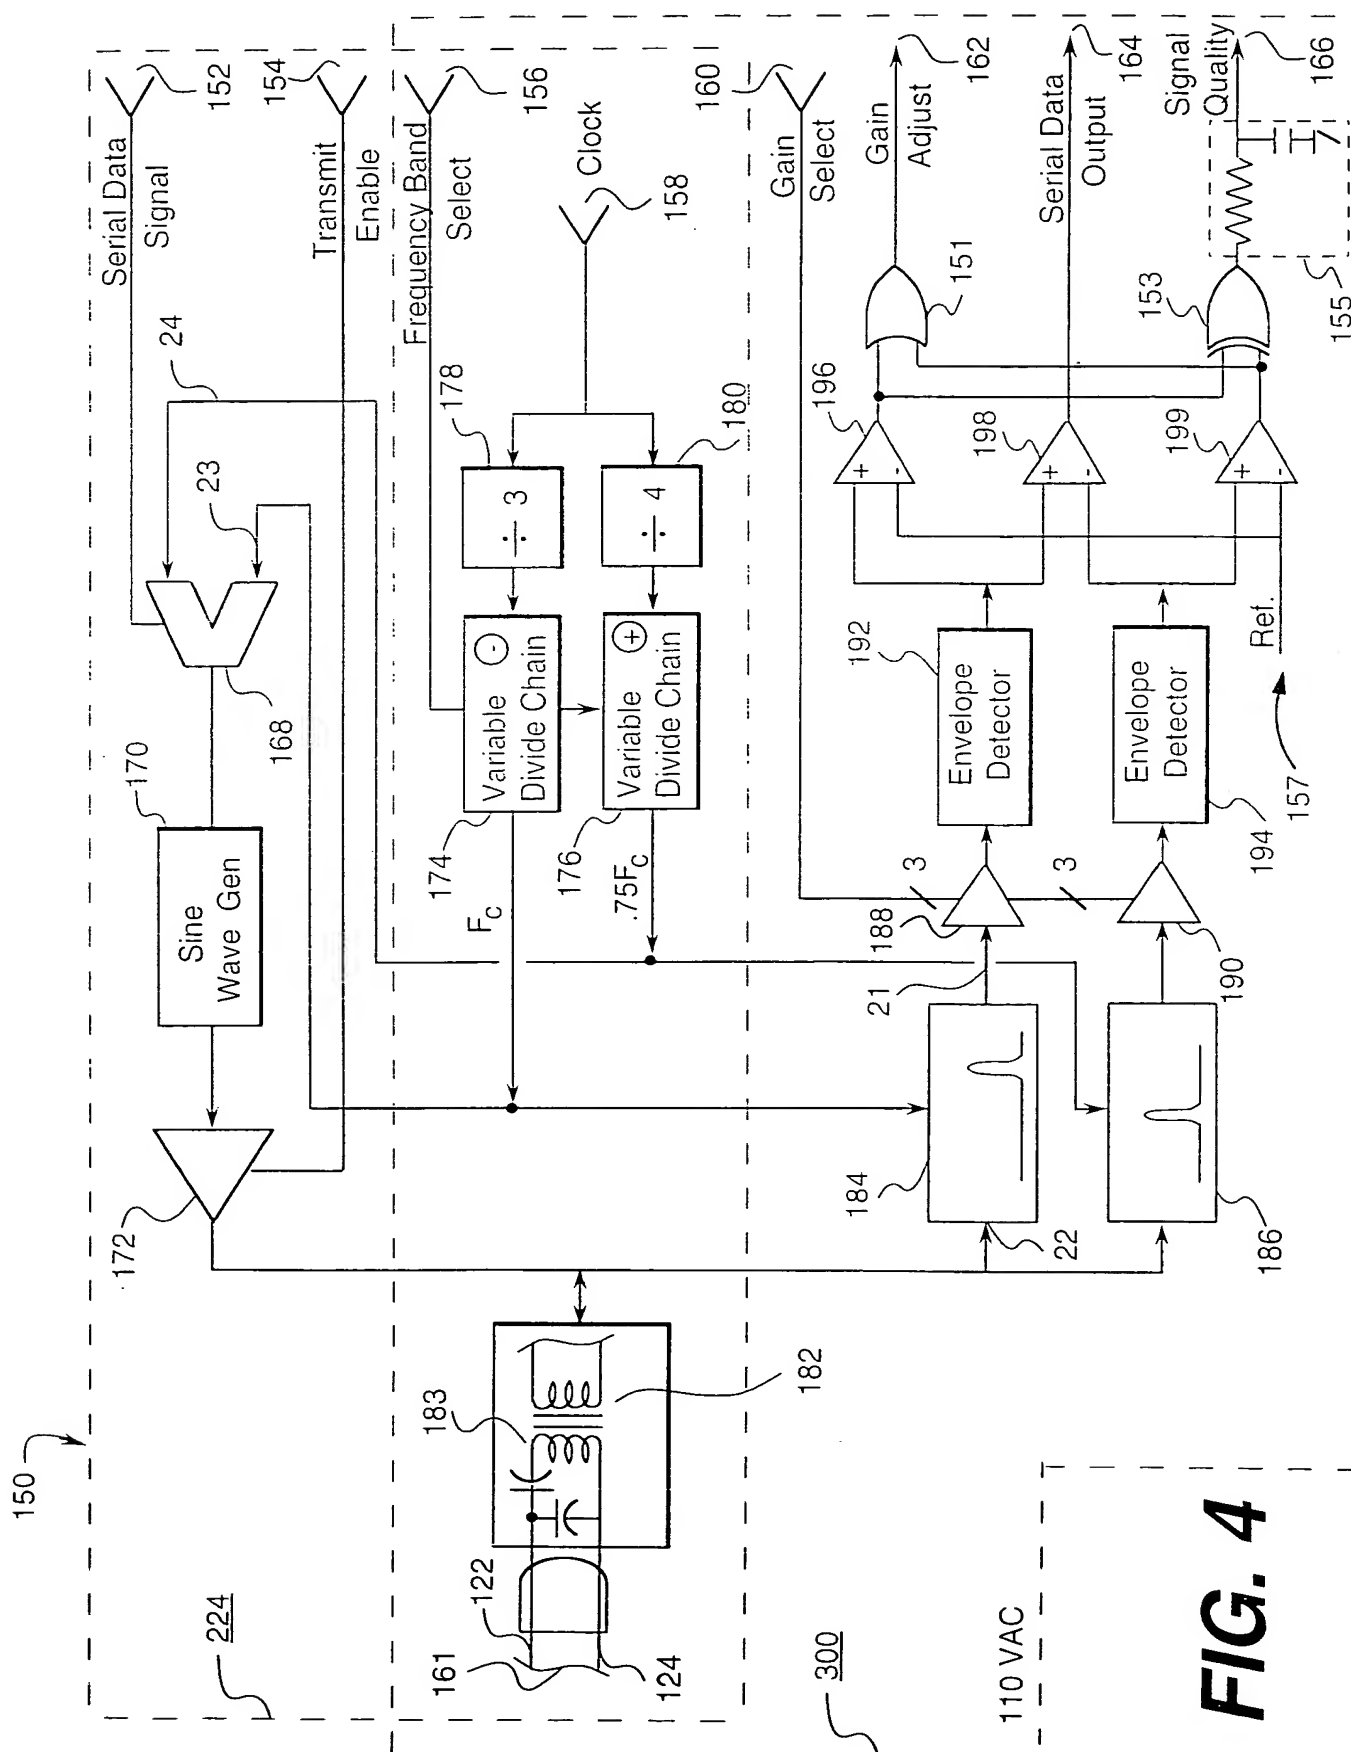 150
224
Serial Data
Signal
152
Transmit
Enable
154
24
23
168
170
Sine
Wave Gen
172
Frequency Band
Select
156
Clock
158
178
÷ 3
180
÷ 4
Variable
Divide Chain
-
174
Variable
Divide Chain
+
176
Fc
.75Fc
183
182
122
161
124
160
Gain
Select
Gain
Adjust
162
Serial Data
Output
164
Signal
Quality
166
151
153
155
196
+
-
198
+
-
199
+
-
192
Envelope
Detector
Envelope
Detector
194
Ref.
157
3
3
188
190
21
184
22
186
300
110 VAC
FIG. 4